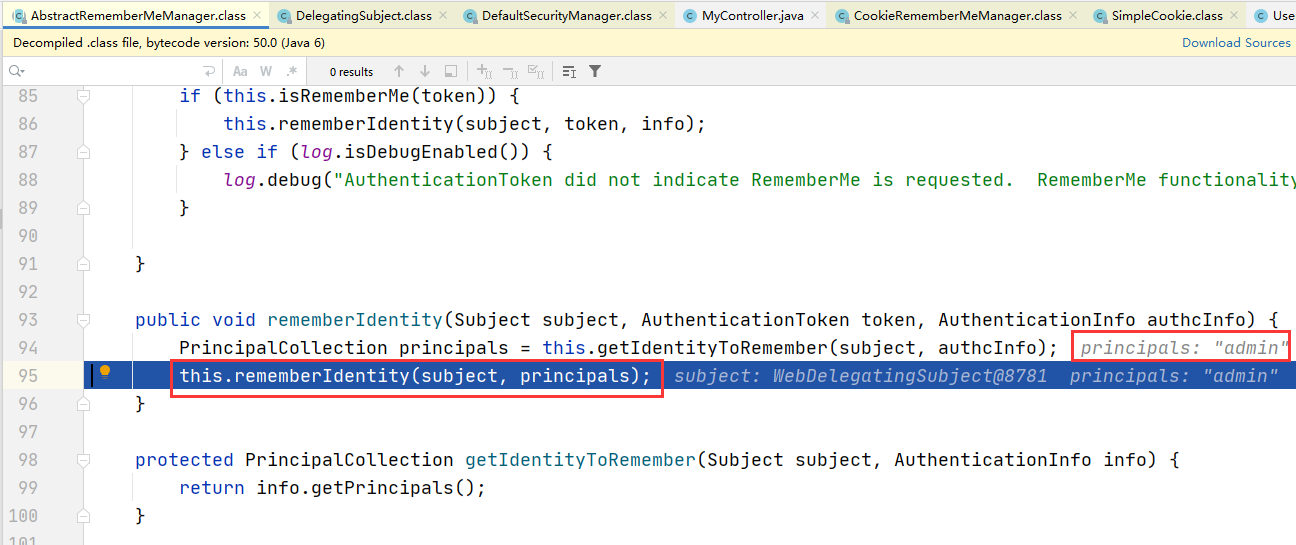 AbstractRememberMeManager.class DelegatingSubject.class DefaultSecurityManager.class MyController.java CookieRememberMeManager.class SimpleCookie.class Use
Decompiled .class file, bytecode version: 50.0 (Java 6) Download Sources
Aa W .* 0 results
85 if (this.isRememberMe(token)) {
86 this.rememberIdentity(subject, token, info);
87 } else if (log.isDebugEnabled()) {
88 log.debug("AuthenticationToken did not indicate RememberMe is requested.  RememberMe functionality
89 }
90
91 }
92
93 public void rememberIdentity(Subject subject, AuthenticationToken token, AuthenticationInfo authcInfo) {
94 PrincipalCollection principals = this.getIdentityToRemember(subject, authcInfo); principals: "admin"
95 this.rememberIdentity(subject, principals); subject: WebDelegatingSubject@8781 principals: "admin"
96 }
97
98 protected PrincipalCollection getIdentityToRemember(Subject subject, AuthenticationInfo info) {
99 return info.getPrincipals();
100 }
101